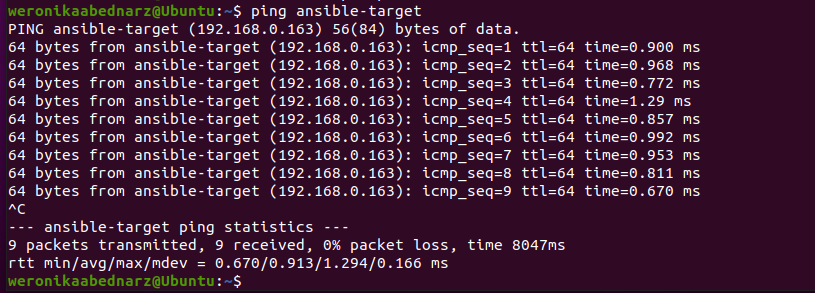 weronikaabednarz@Ubuntu:~$ ping ansible-target
PING ansible-target (192.168.0.163) 56(84) bytes of data.
64 bytes from ansible-target (192.168.0.163): icmp_seq=1 ttl=64 time=0.900 ms
64 bytes from ansible-target (192.168.0.163): icmp_seq=2 ttl=64 time=0.968 ms
64 bytes from ansible-target (192.168.0.163): icmp_seq=3 ttl=64 time=0.772 ms
64 bytes from ansible-target (192.168.0.163): icmp_seq=4 ttl=64 time=1.29 ms
64 bytes from ansible-target (192.168.0.163): icmp_seq=5 ttl=64 time=0.857 ms
64 bytes from ansible-target (192.168.0.163): icmp_seq=6 ttl=64 time=0.992 ms
64 bytes from ansible-target (192.168.0.163): icmp_seq=7 ttl=64 time=0.953 ms
64 bytes from ansible-target (192.168.0.163): icmp_seq=8 ttl=64 time=0.811 ms
64 bytes from ansible-target (192.168.0.163): icmp_seq=9 ttl=64 time=0.670 ms
^C
--- ansible-target ping statistics ---
9 packets transmitted, 9 received, 0% packet loss, time 8047ms
rtt min/avg/max/mdev = 0.670/0.913/1.294/0.166 ms
weronikaabednarz@Ubuntu:~$